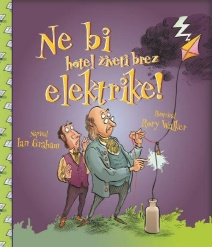 Ne bi
hotel živeti brez
elektrike!
Napisal
Ian Graham
Ilustriral
Rory Walker